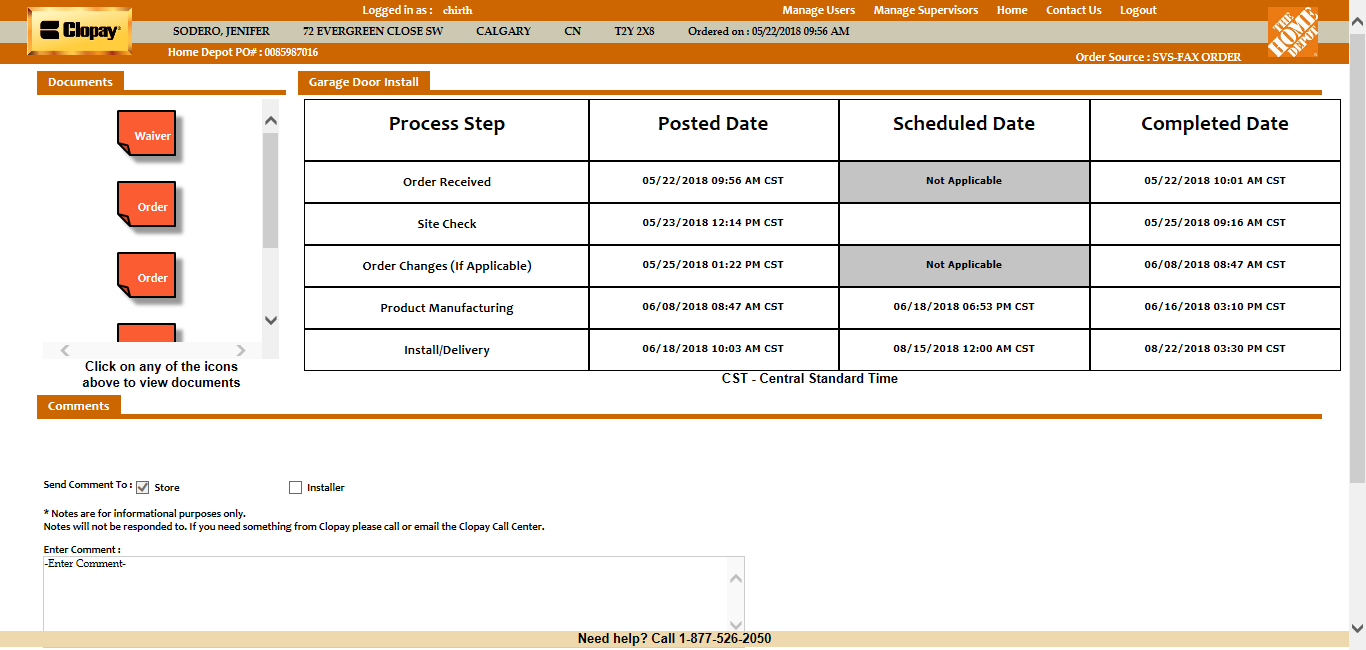 Logged in as : chirth
Manage Users Manage Supervisors Home Contact Us Logout
Clopay®
SODERO, JENIFER 72 EVERGREEN CLOSE SW CALGARY CN T2Y 2X8 Ordered on : 05/22/2018 09:56 AM
THE HOME DEPOT
Home Depot PO# : 0085987016
Order Source : SVS-FAX ORDER
Documents
Waiver
Order
Order
Click on any of the icons
above to view documents
Garage Door Install
Process Step Posted Date Scheduled Date Completed Date
Order Received 05/22/2018 09:56 AM CST Not Applicable 05/22/2018 10:01 AM CST
Site Check 05/23/2018 12:14 PM CST 05/25/2018 09:16 AM CST
Order Changes (If Applicable) 05/25/2018 01:22 PM CST Not Applicable 06/08/2018 08:47 AM CST
Product Manufacturing 06/08/2018 08:47 AM CST 06/18/2018 06:53 PM CST 06/16/2018 03:10 PM CST
Install/Delivery 06/18/2018 10:03 AM CST 08/15/2018 12:00 AM CST 08/22/2018 03:30 PM CST
CST - Central Standard Time
Comments
Send Comment To : Store Installer
* Notes are for informational purposes only.
Notes will not be responded to. If you need something from Clopay please call or email the Clopay Call Center.
Enter Comment :
-Enter Comment-
Need help? Call 1-877-526-2050